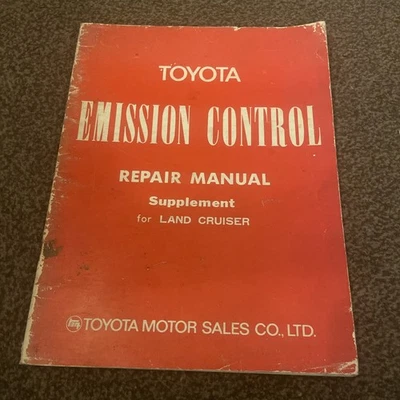 TOYOTA
EMISSION CONTROL
REPAIR MANUAL
Supplement
for LAND CRUISER
TOYOTA MOTOR SALES CO., LTD.